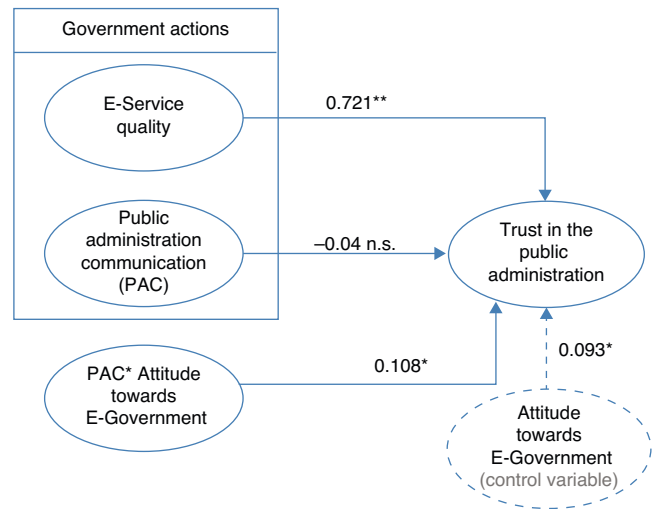 Government actions
E-Service
quality
0.721**
Public
administration
communication
(PAC)
–0.04 n.s.
Trust in the
public
administration
PAC* Attitude
towards
E-Government
0.108*
0.093*
Attitude
towards
E-Government
(control variable)